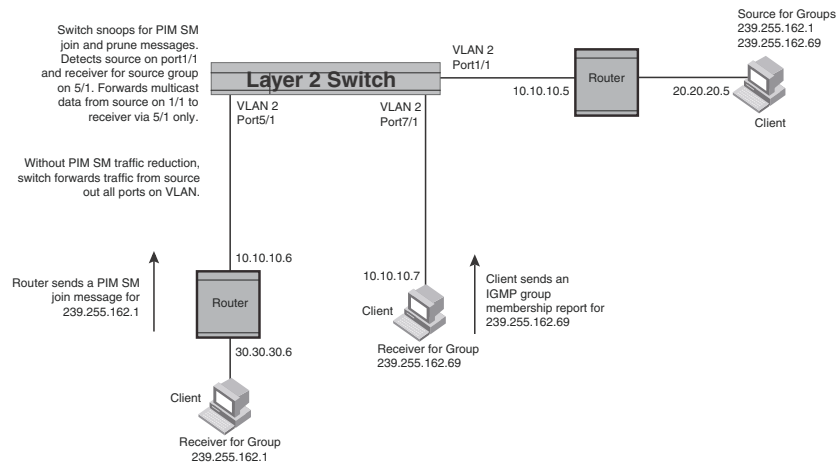 Switch snoops for PIM SM
join and prune messages.
Detects source on port1/1
and receiver for source group
on 5/1. Forwards multicast
data from source on 1/1 to
receiver via 5/1 only.
Without PIM SM traffic reduction,
switch forwards traffic from source
out all ports on VLAN.
Layer 2 Switch
VLAN 2
Port1/1
VLAN 2
Port5/1
VLAN 2
Port7/1
10.10.10.5
Router
20.20.20.5
Source for Groups
239.255.162.1
239.255.162.69
Client
Router sends a PIM SM
join message for
239.255.162.1
10.10.10.6
Router
30.30.30.6
Client
Receiver for Group
239.255.162.1
10.10.10.7
Client
Receiver for Group
239.255.162.69
Client sends an
IGMP group
membership report for
239.255.162.69